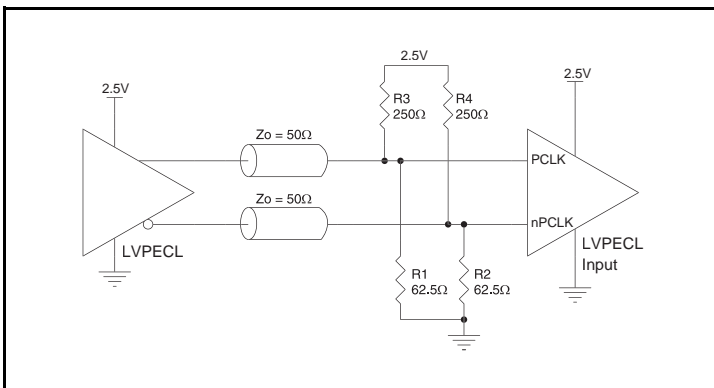 2.5V
2.5V
2.5V
R3
250Ω
R4
250Ω
Zo = 50Ω
PCLK
Zo = 50Ω
nPCLK
LVPECL
LVPECL
Input
R1
62.5Ω
R2
62.5Ω